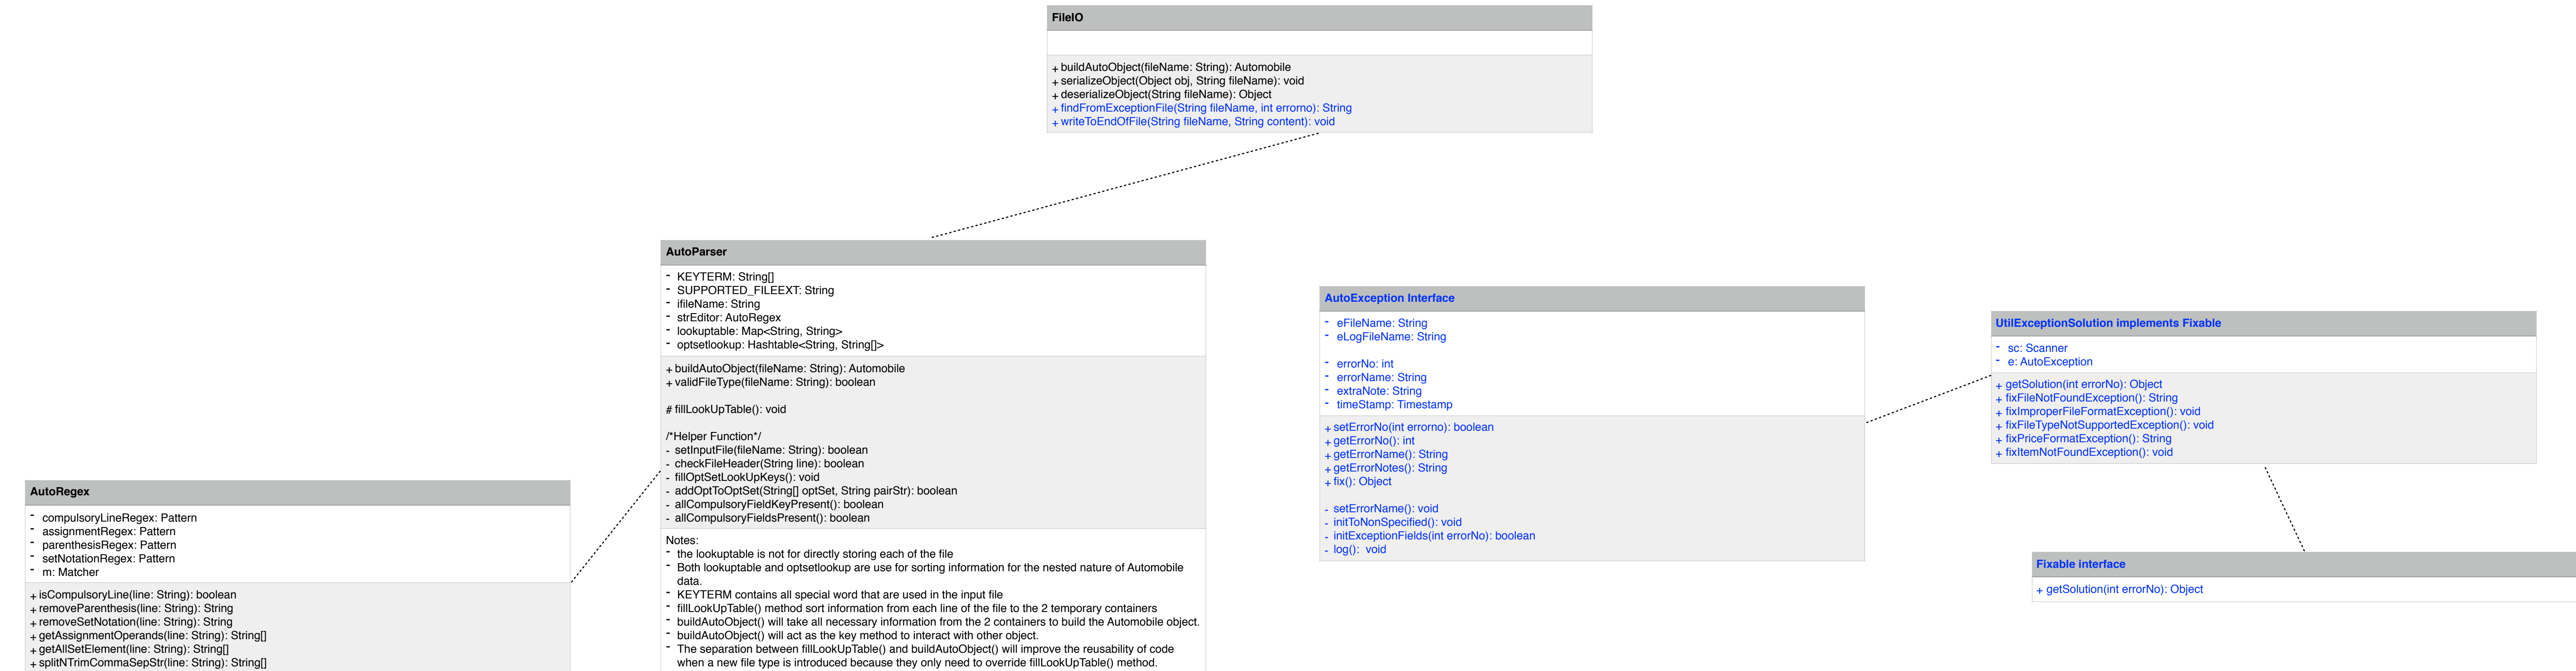 FileIO
+ buildAutoObject(fileName: String): Automobile
+ serializeObject(Object obj, String fileName): void
+ deserializeObject(String fileName): Object
+ findFromExceptionFile(String fileName, int errorno): String
+ writeToEndOfFile(String fileName, String content): void
AutoParser
- KEYTERM: String[]
- SUPPORTED_FILEEXT: String
- ifileName: String
- strEditor: AutoRegex
- lookuptable: Map<String, String>
- optsetlookup: Hashtable<String, String[]>
+ buildAutoObject(fileName: String): Automobile
+ validFileType(fileName: String): boolean
# fillLookUpTable(): void
/*Helper Function*/
- setInputFile(fileName: String): boolean
- checkFileHeader(String line): boolean
- fillOptSetLookUpKeys(): void
- addOptToOptSet(String[] optSet, String pairStr): boolean
- allCompulsoryFieldKeyPresent(): boolean
- allCompulsoryFieldsPresent(): boolean
Notes:
- the lookuptable is not for directly storing each of the file
- Both lookuptable and optsetlookup are use for sorting information for the nested nature of Automobile
data.
- KEYTERM contains all special word that are used in the input file
- fillLookUpTable() method sort information from each line of the file to the 2 temporary containers
- buildAutoObject() will take all necessary information from the 2 containers to build the Automobile object.
- buildAutoObject() will act as the key method to interact with other object.
- The separation between fillLookUpTable() and buildAutoObject() will improve the reusability of code
when a new file type is introduced because they only need to override fillLookUpTable() method.
AutoException Interface
- eFileName: String
- eLogFileName: String
- errorNo: int
- errorName: String
- extraNote: String
- timeStamp: Timestamp
+ setErrorNo(int errorno): boolean
+ getErrorNo(): int
+ getErrorName(): String
+ getErrorNotes(): String
+ fix(): Object
- setErrorName(): void
- initToNonSpecified(): void
- initExceptionFields(int errorNo): boolean
- log(): void
UtilExceptionSolution implements Fixable
- sc: Scanner
- e: AutoException
+ getSolution(int errorNo): Object
+ fixFileNotFoundException(): String
+ fixImproperFileFormatException(): void
+ fixFileTypeNotSupportedException(): void
+ fixPriceFormatException(): String
+ fixItemNotFoundException(): void
Fixable interface
+ getSolution(int errorNo): Object
AutoRegex
- compulsoryLineRegex: Pattern
- assignmentRegex: Pattern
- parenthesisRegex: Pattern
- setNotationRegex: Pattern
- m: Matcher
+ isCompulsoryLine(line: String): boolean
+ removeParenthesis(line: String): String
+ removeSetNotation(line: String): String
+ getAssignmentOperands(line: String): String[]
+ getAllSetElement(line: String): String[]
+ splitNTrimCommaSepStr(line: String): String[]